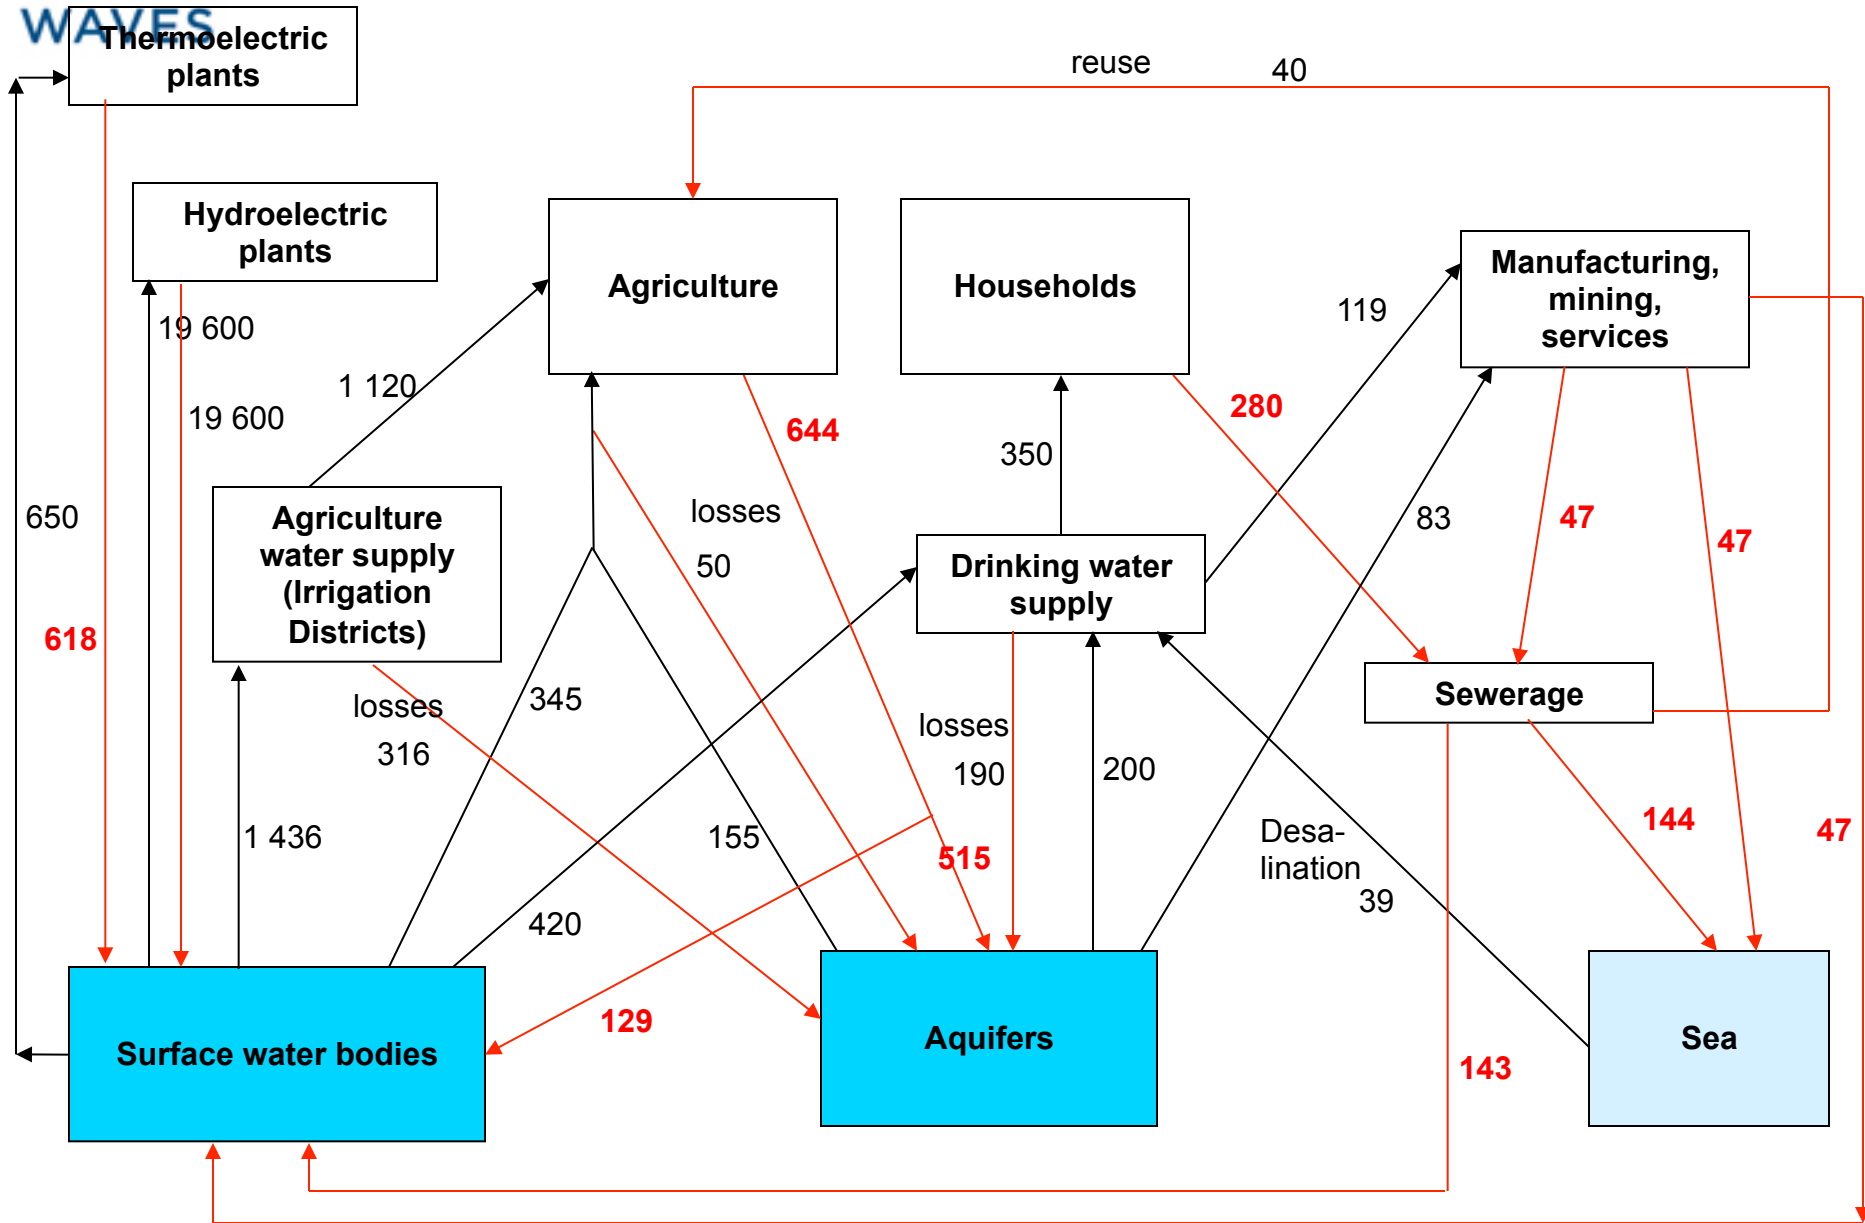 WAVES
Thermoelectric
plants
reuse
40
Hydroelectric
plants
Agriculture
Households
Manufacturing,
mining,
services
19 600
119
1 120
19 600
644
280
350
650
losses
50
83
47
47
Agriculture
water supply
(Irrigation
Districts)
Drinking water
supply
618
Sewerage
losses
316
345
losses
190
200
1 436
155
515
Desa-
lination
39
144
47
420
129
143
Surface water bodies
Aquifers
Sea